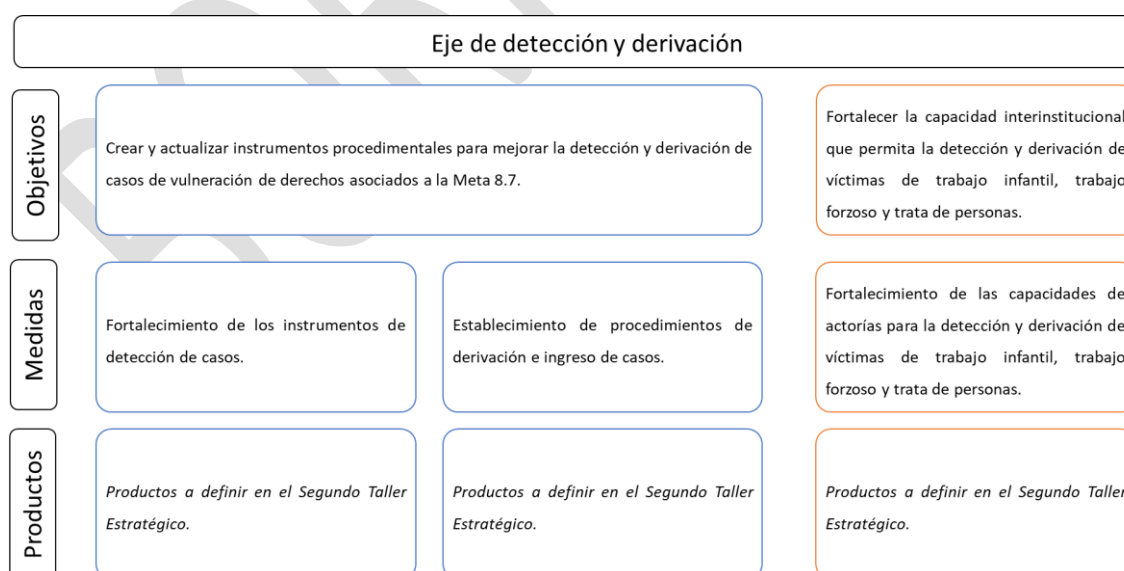 Eje de detección y derivación
Objetivos
Crear y actualizar instrumentos procedimentales para mejorar la detección y derivación de
casos de vulneración de derechos asociados a la Meta 8.7.
Fortalecer la capacidad interinstitucional
que permita la detección y derivación de
víctimas de trabajo infantil, trabajo
forzoso y trata de personas.
Medidas
Fortalecimiento de los instrumentos de
detección de casos.
Establecimiento de procedimientos de
derivación e ingreso de casos.
Fortalecimiento de las capacidades de
actorías para la detección y derivación de
víctimas de trabajo infantil, trabajo
forzoso y trata de personas.
Productos
Productos a definir en el Segundo Taller
Estratégico.
Productos a definir en el Segundo Taller
Estratégico.
Productos a definir en el Segundo Taller
Estratégico.